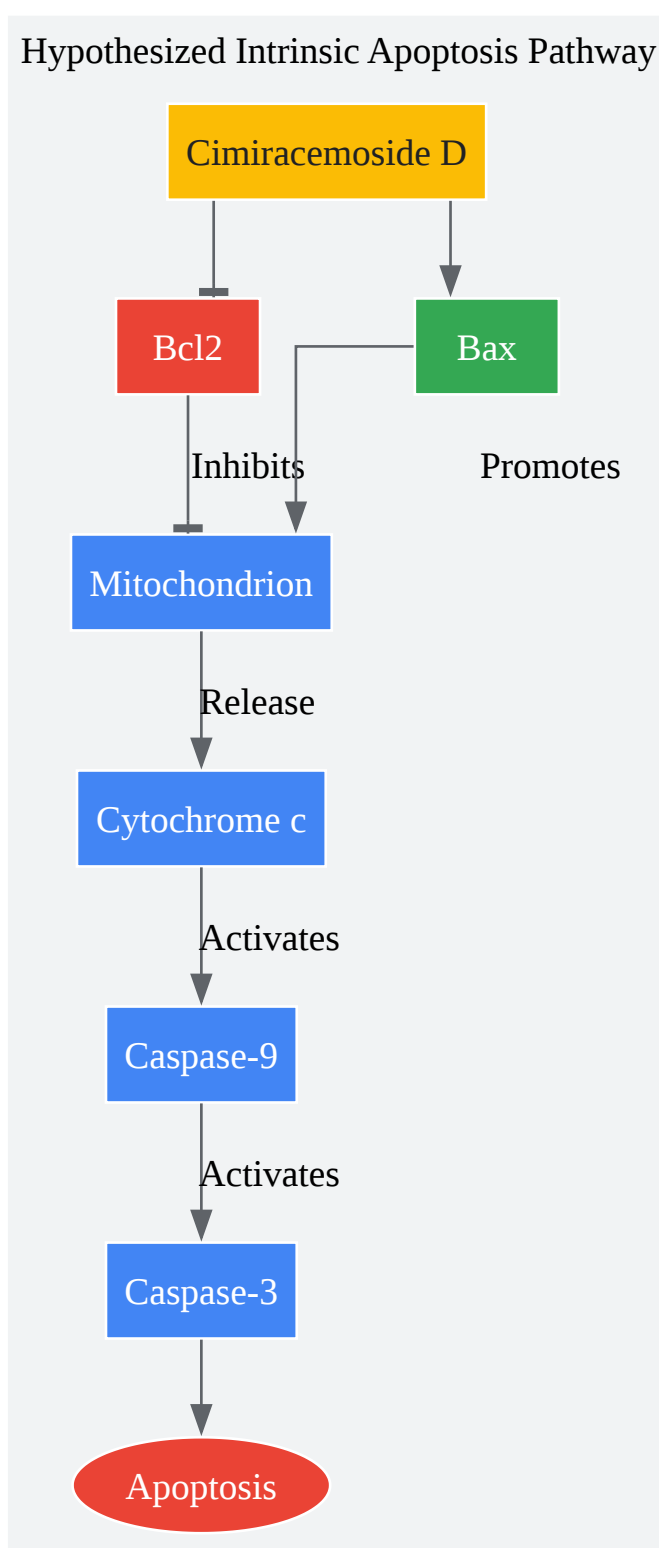 Hypothesized Intrinsic Apoptosis Pathway
Cimiracemoside D
Bcl2
Bax
Inhibits
Promotes
Mitochondrion
Release
Cytochrome c
Activates
Caspase-9
Activates
Caspase-3
Apoptosis